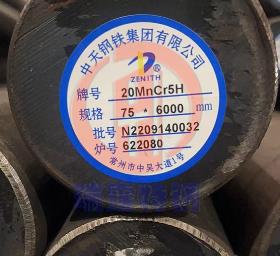 中天钢铁集团有限公司
®
ZENITH
牌号 20MnCr5H
规格 75 * 6000 mm
批号 N2209140032
炉号 622080
常州市中吴大道1号